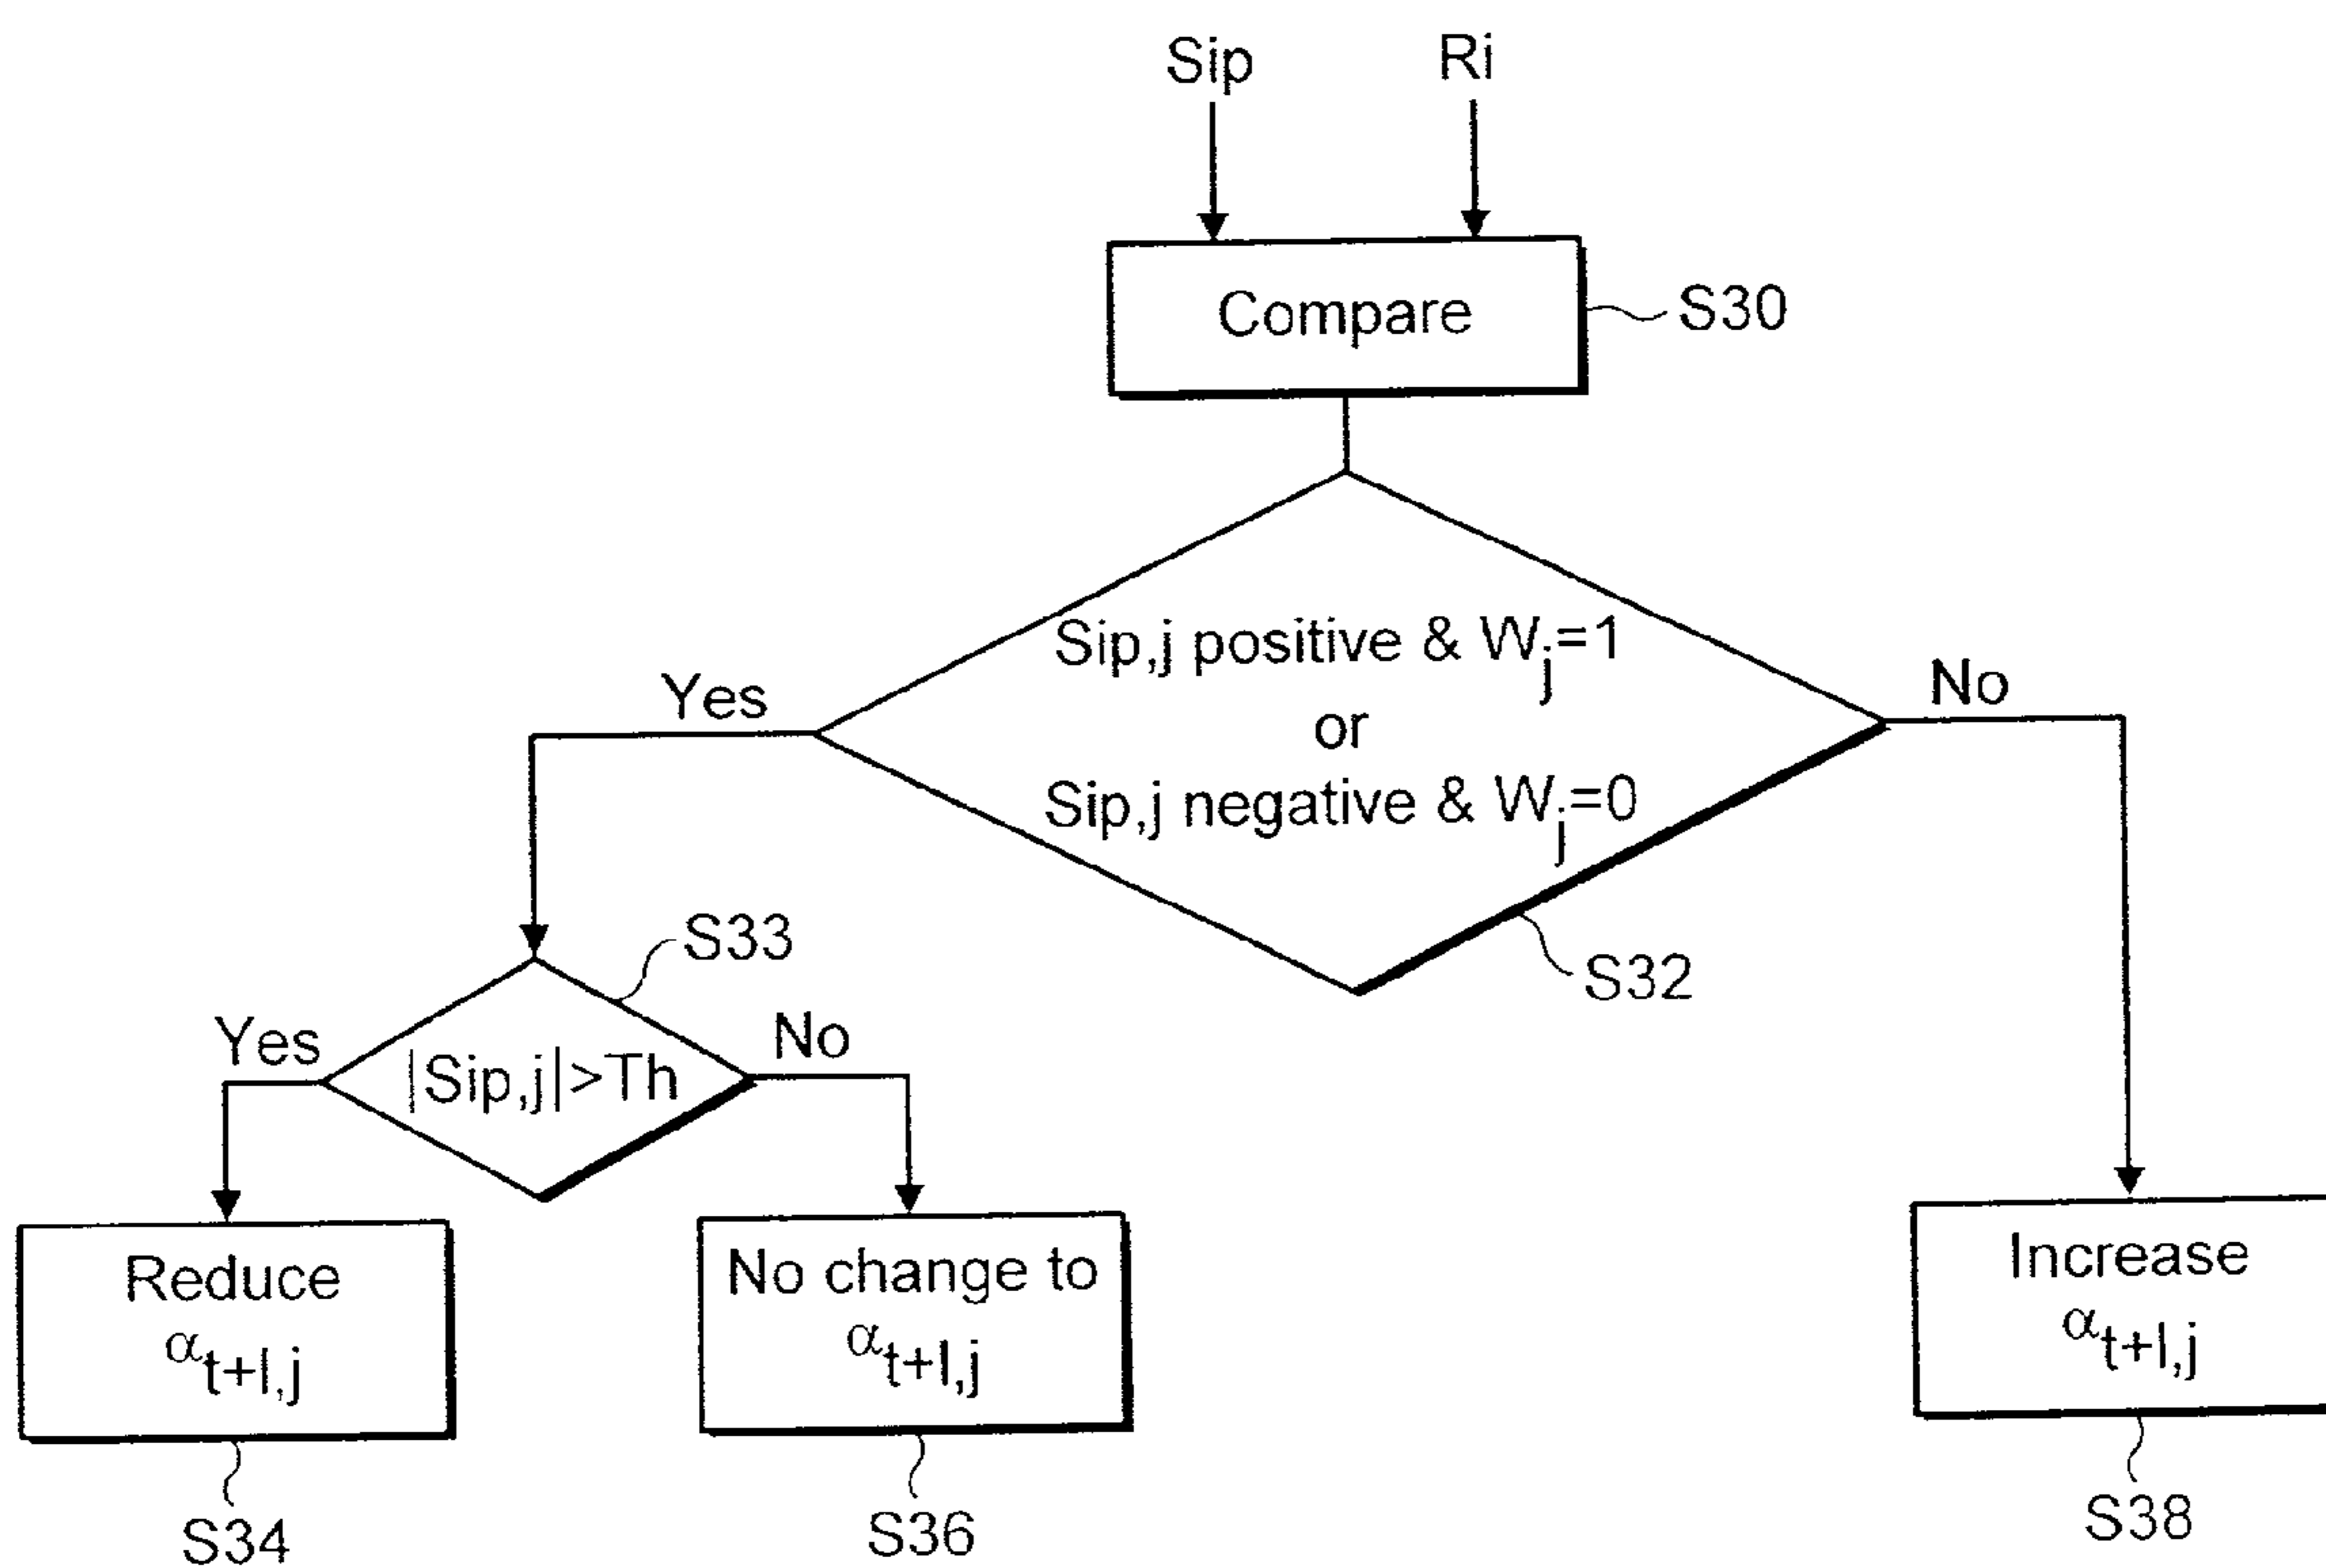 Sip
Ri
Compare
S30
Sip,j positive & Wj=1
or
Sip,j negative & Wj=0
Yes
No
S33
S32
|Sip,j|>Th
Yes
No
Reduce
αt+l,j
No change to
αt+l,j
Increase
αt+l,j
S34
S36
S38